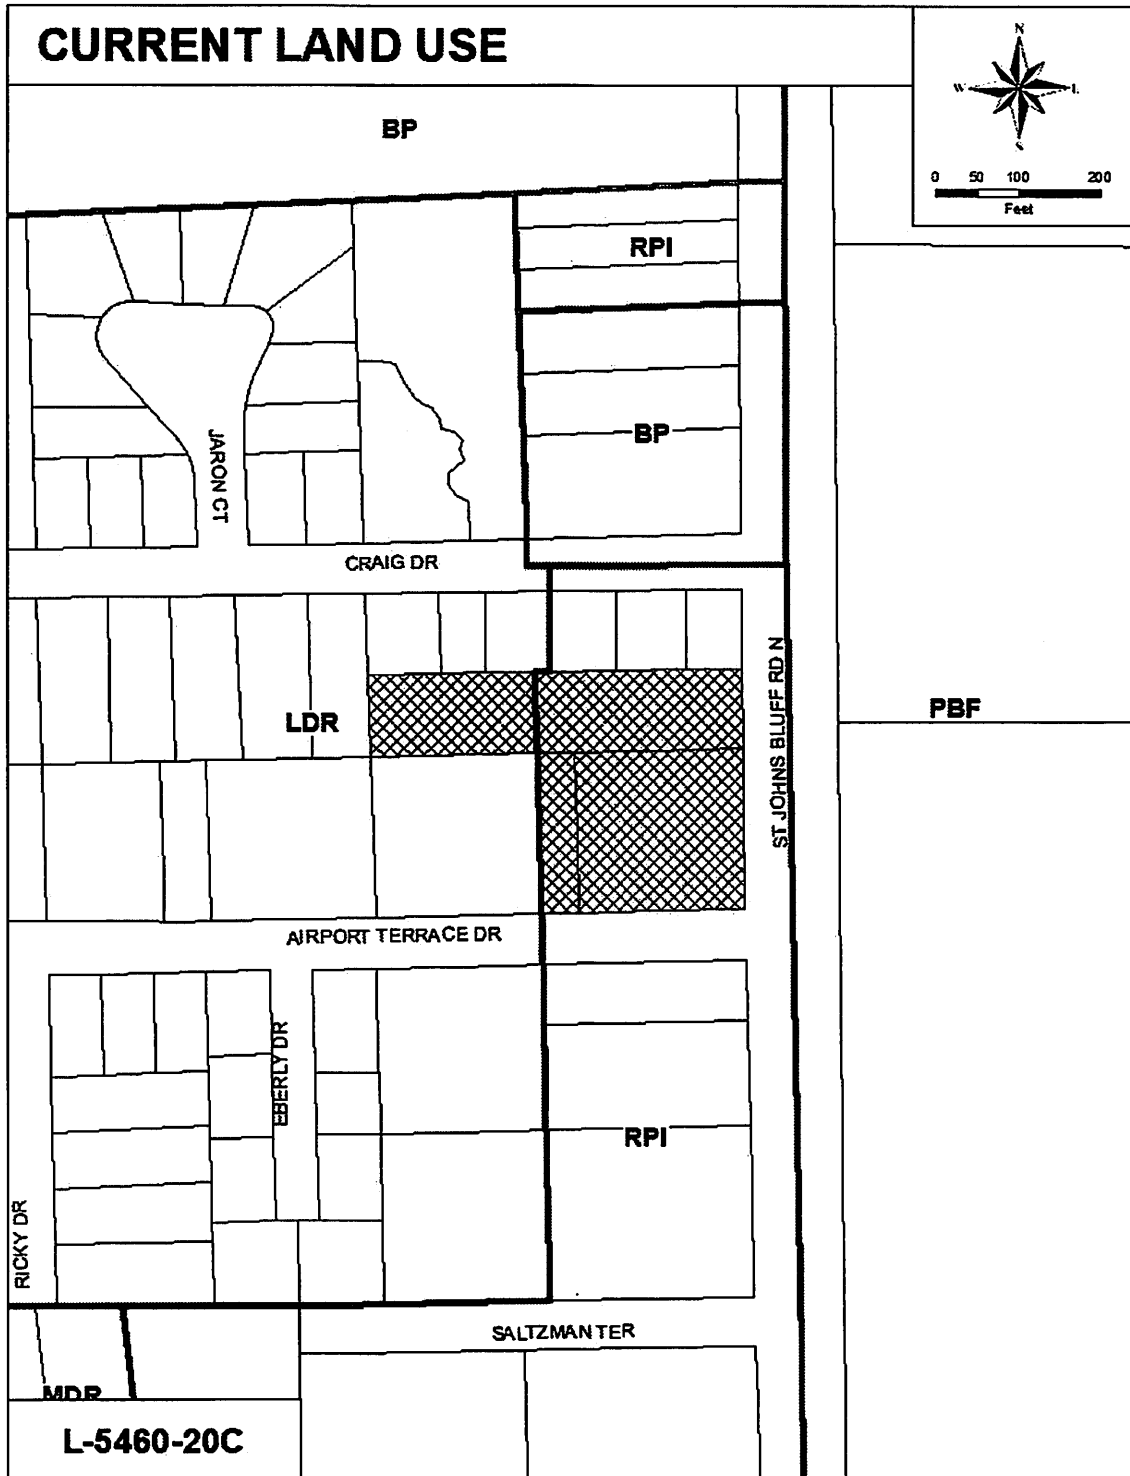 CURRENT LAND USE
N
W
S
0 50 100 200
Feet
BP
RPI
BP
JARON CT
CRAIG DR
LDR
ST JOHNS BLUFF RD N
PBF
AIRPORT TERRACE DR
EBERLY DR
RPI
RICKY DR
SALTZMAN TER
MDR
L-5460-20C